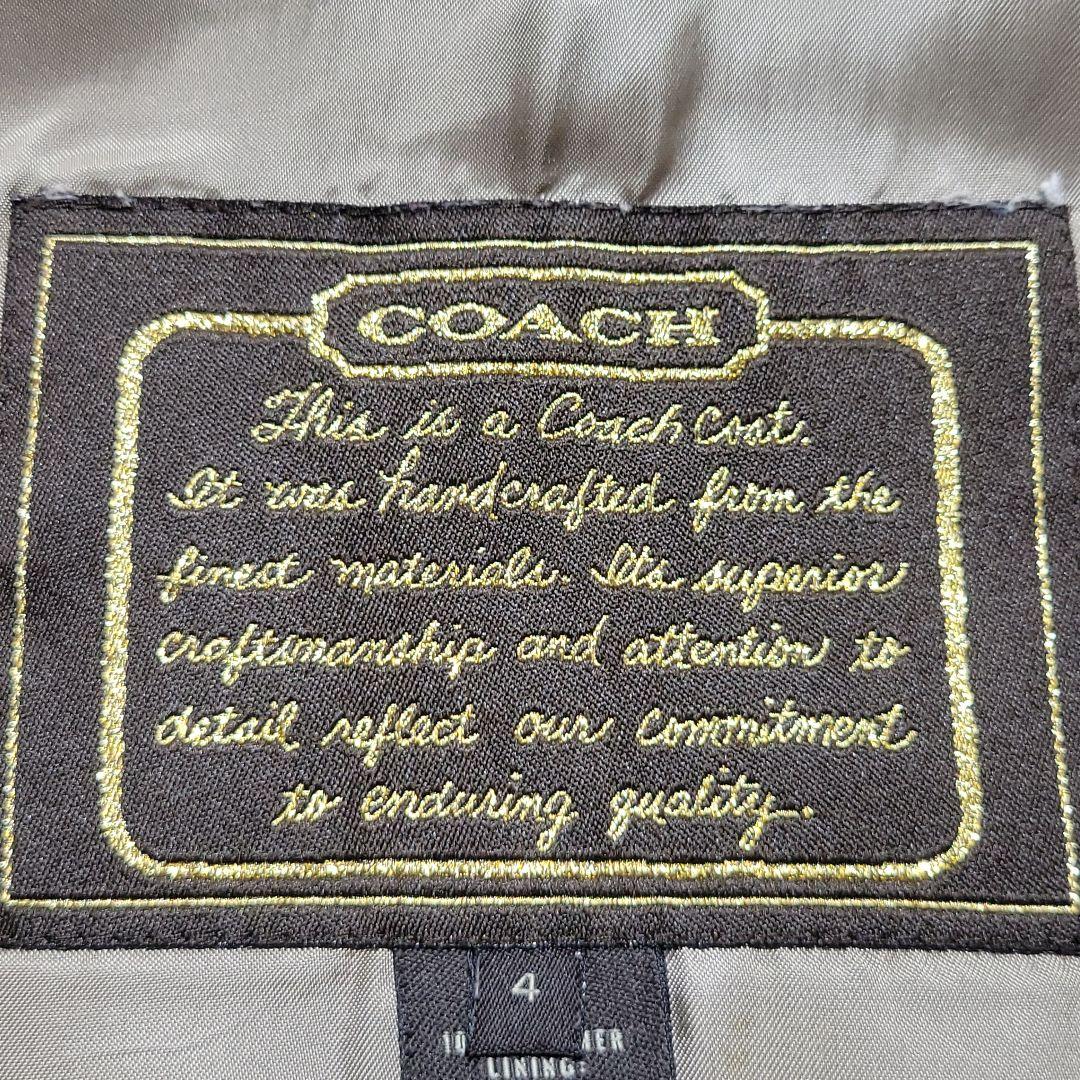 COACH
This is a Coach Coat.
It was handcrafted from the
finest materials. Its superior
craftsmanship and attention to
detail reflect our commitment
to enduring quality.
4
LINING: